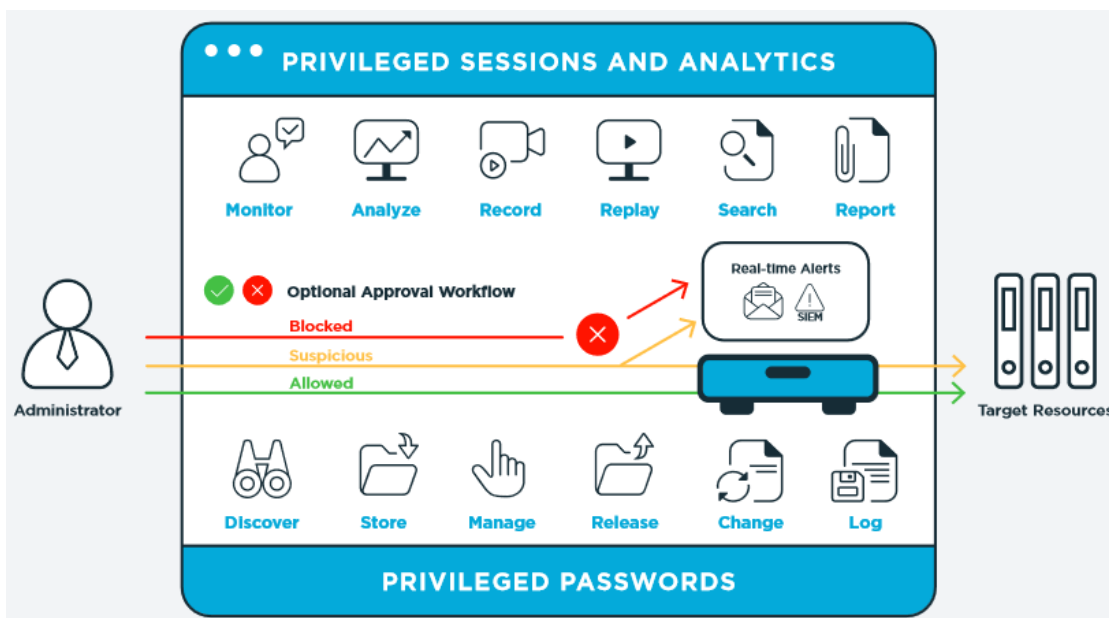 PRIVILEGED SESSIONS AND ANALYTICS
Monitor
Analyze
Record
Replay
Search
Report
Real-time Alerts
SIEM
Optional Approval Workflow
Blocked
Suspicious
Allowed
Administrator
Target Resources
Discover
Store
Manage
Release
Change
Log
PRIVILEGED PASSWORDS